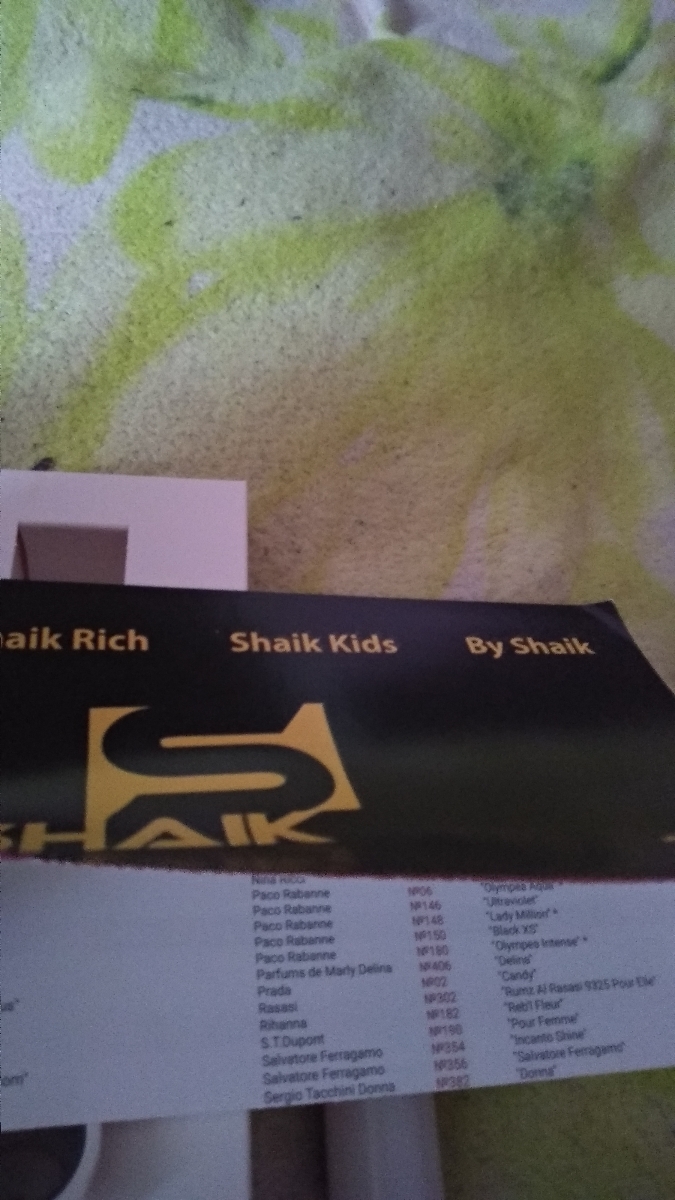 aik Rich Shaik Kids By Shaik
SHAIK
Nina Ricci
Paco Rabanne №06 "Olympea Aqua" *
Paco Rabanne №146 "Ultraviolet"
Paco Rabanne №148 "Lady Million" *
Paco Rabanne №150 "Black XS"
Paco Rabanne №180 "Olympea Intense" *
Parfums de Marly Delina №406 "Delina"
Prada №02 "Candy"
Rasasi №302 "Rumz Al Rasasi 9325 Pour Elle"
Rihanna №182 "Reb'l Fleur"
S.T.Dupont №198 "Pour Femme"
Salvatore Ferragamo №354 "Incanto Shine"
Salvatore Ferragamo №356 "Salvatore Ferragamo"
Sergio Tacchini Donna №382 "Donna"